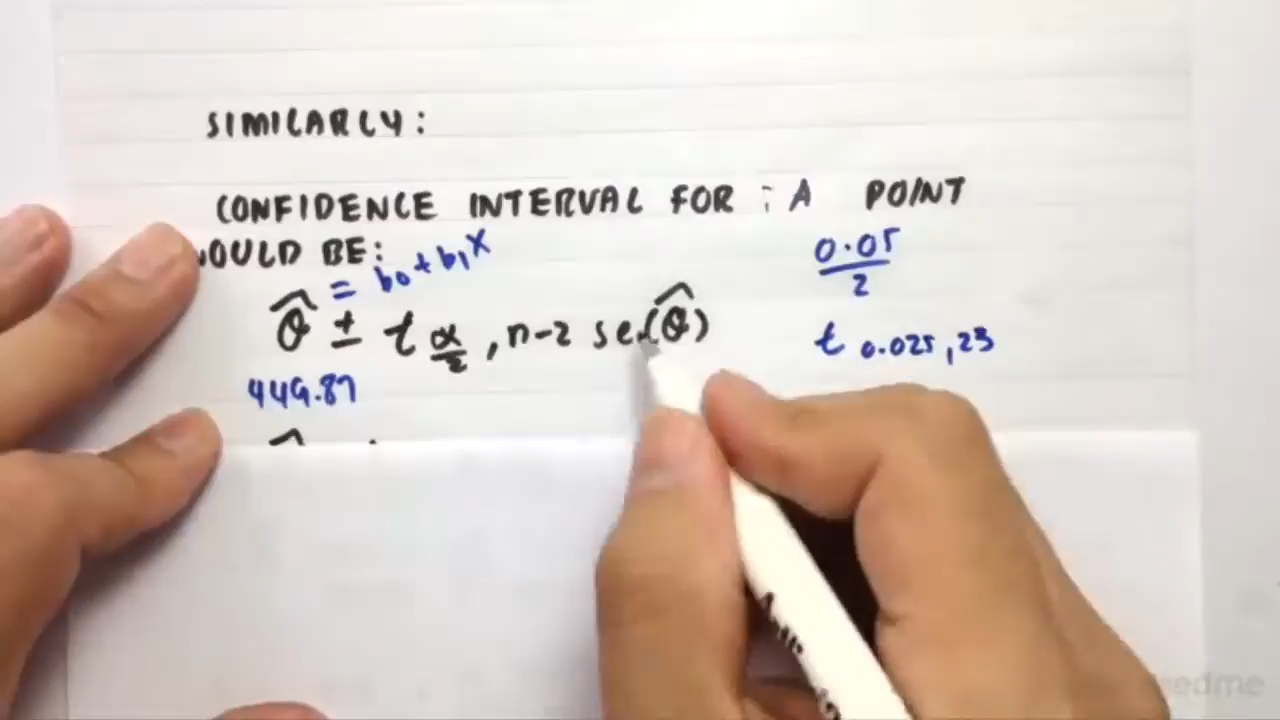 SIMILARLY:
CONFIDENCE INTERVAL FOR : A POINT
WOULD BE:
= b₀ + b₁x
0.05
2
θ̂ ± t α/2 , n-2 se(θ̂)
t 0.025, 23
449.87